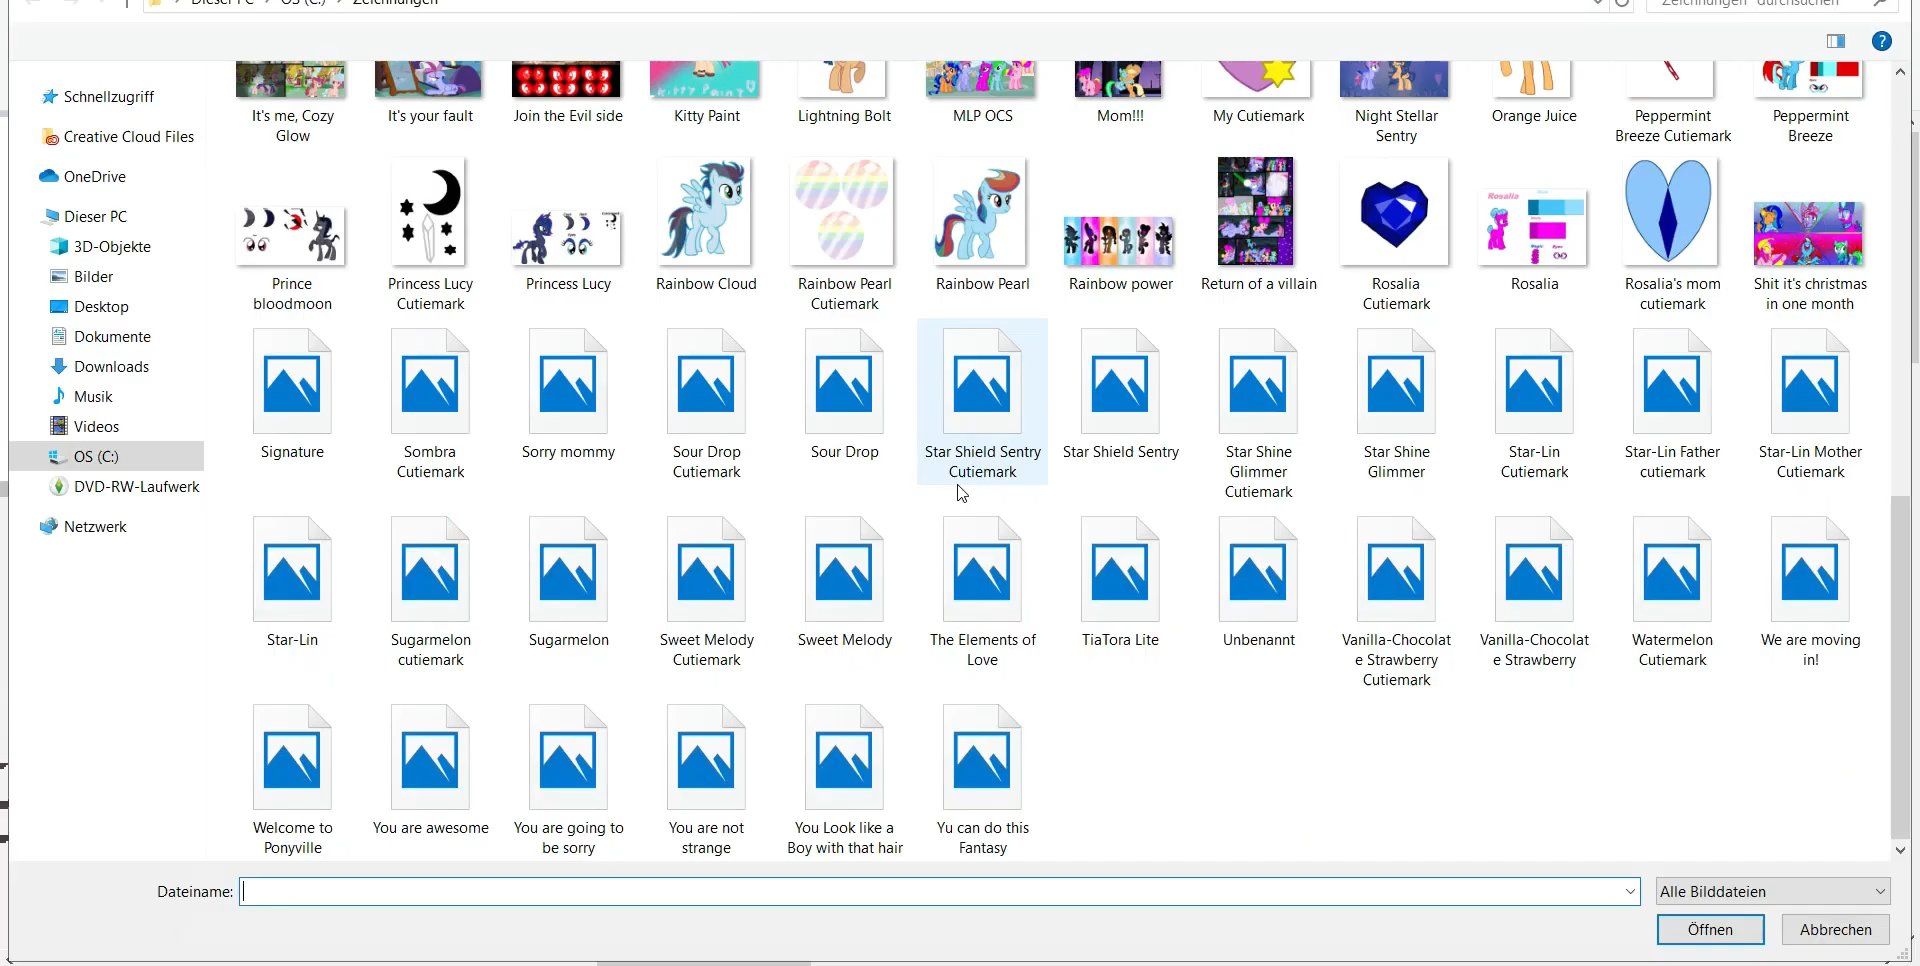 Dieser PC > OS (C:) > Zeichnungen
"Zeichnungen" durchsuchen
Schnellzugriff
Creative Cloud Files
OneDrive
Dieser PC
3D-Objekte
Bilder
Desktop
Dokumente
Downloads
Musik
Videos
OS (C:)
DVD-RW-Laufwerk
Netzwerk
It's me, Cozy
Glow
It's your fault
Join the Evil side
Kitty Paint
Lightning Bolt
MLP OCS
Mom!!!
My Cutiemark
Night Stellar
Sentry
Orange Juice
Peppermint
Breeze Cutiemark
Peppermint
Breeze
Prince
bloodmoon
Princess Lucy
Cutiemark
Princess Lucy
Rainbow Cloud
Rainbow Pearl
Cutiemark
Rainbow Pearl
Rainbow power
Return of a villain
Rosalia
Cutiemark
Rosalia
Rosalia
Rosalia's mom
cutiemark
Shit it's christmas
in one month
Signature
Sombra
Cutiemark
Sorry mommy
Sour Drop
Cutiemark
Sour Drop
Star Shield Sentry
Cutiemark
Star Shield Sentry
Star Shine
Glimmer
Cutiemark
Star Shine
Glimmer
Star-Lin
Cutiemark
Star-Lin Father
cutiemark
Star-Lin Mother
Cutiemark
Star-Lin
Sugarmelon
cutiemark
Sugarmelon
Sweet Melody
Cutiemark
Sweet Melody
The Elements of
Love
TiaTora Lite
Unbenannt
Vanilla-Chocolat
e Strawberry
Cutiemark
Vanilla-Chocolat
e Strawberry
Watermelon
Cutiemark
We are moving
in!
Welcome to
Ponyville
You are awesome
You are going to
be sorry
You are not
strange
You Look like a
Boy with that hair
Yu can do this
Fantasy
Dateiname:
Alle Bilddateien
Öffnen
Abbrechen